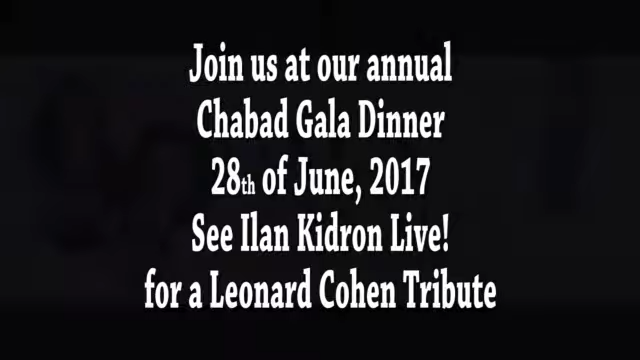 Join us at our annual
Chabad Gala Dinner
28th of June, 2017
See Ilan Kidron Live!
for a Leonard Cohen Tribute